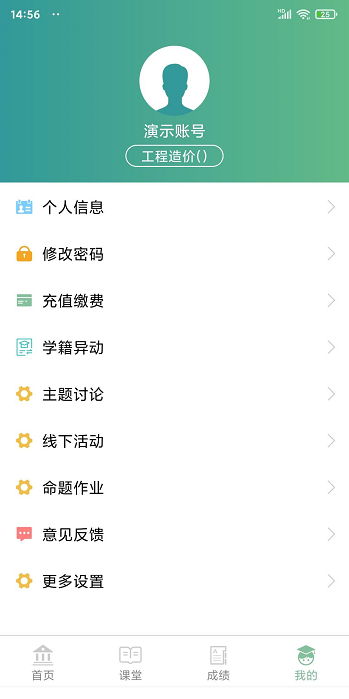 14:56
HD
25
演示账号
工程造价()
个人信息
修改密码
充值缴费
学籍异动
主题讨论
线下活动
命题作业
意见反馈
更多设置
首页 课堂 成绩 我的